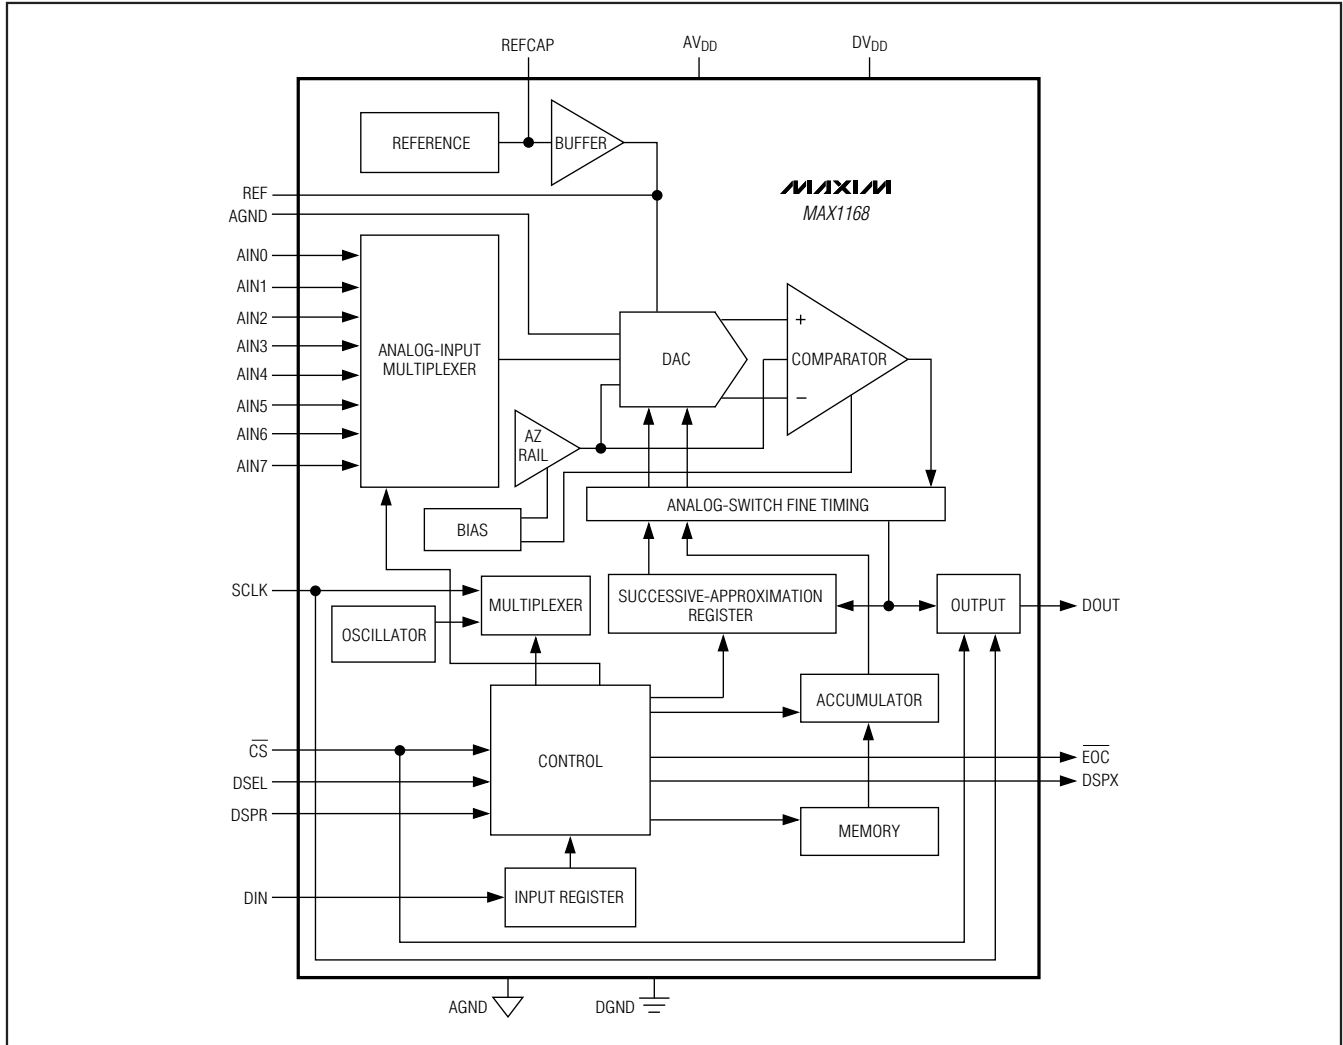 REFCAP
AVDD
DVDD
REFERENCE
BUFFER
REF
AGND
MAXIM
MAX1168
AIN0
AIN1
AIN2
AIN3
AIN4
AIN5
AIN6
AIN7
ANALOG-INPUT
MULTIPLEXER
DAC
+
COMPARATOR
−
AZ
RAIL
BIAS
ANALOG-SWITCH FINE TIMING
SCLK
MULTIPLEXER
OSCILLATOR
SUCCESSIVE-APPROXIMATION
REGISTER
OUTPUT
DOUT
ACCUMULATOR
C̅S̅
DSEL
DSPR
CONTROL
E̅O̅C̅
DSPX
MEMORY
DIN
INPUT REGISTER
AGND
DGND